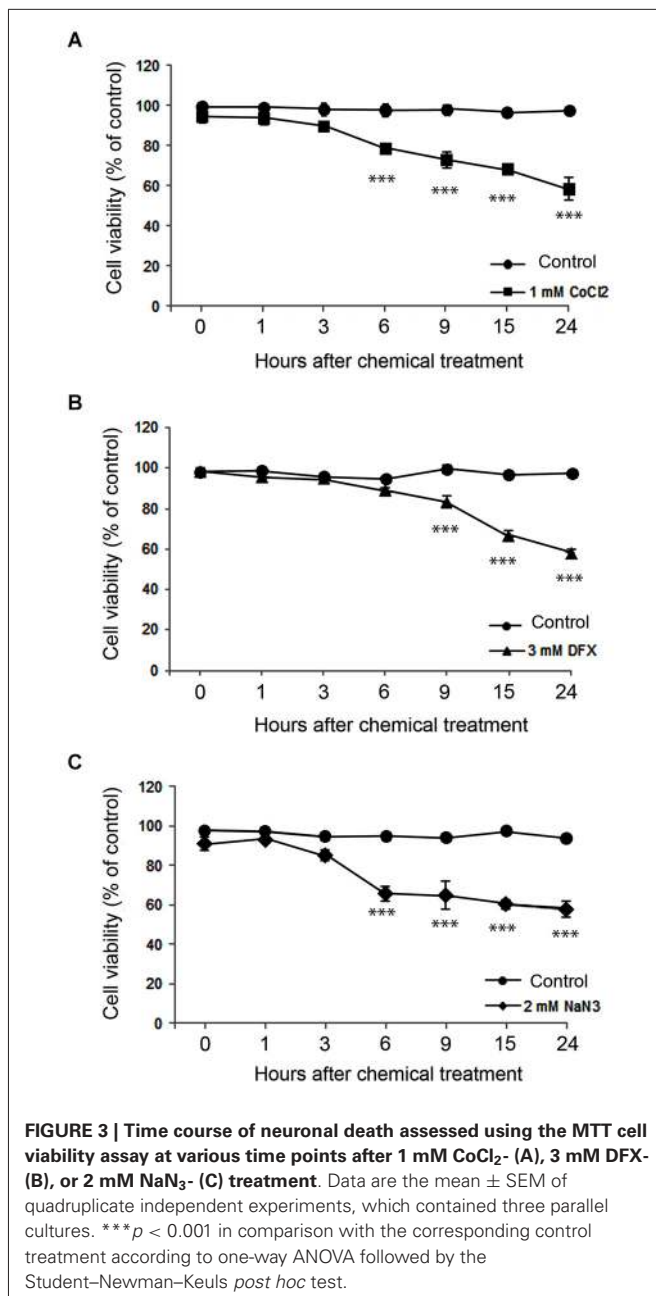 A
120
100
80
60
40
20
0
Cell viability (% of control)
***
***
***
***
Control
1 mM CoCl2
0 1 3 6 9 15 24
Hours after chemical treatment
B
120
100
80
60
40
20
0
Cell viability (% of control)
***
***
***
Control
3 mM DFX
0 1 3 6 9 15 24
Hours after chemical treatment
C
120
100
80
60
40
20
0
Cell viability (% of control)
***
***
***
***
Control
2 mM NaN3
0 1 3 6 9 15 24
Hours after chemical treatment
FIGURE 3 | Time course of neuronal death assessed using the MTT cell
viability assay at various time points after 1 mM CoCl₂- (A), 3 mM DFX-
(B), or 2 mM NaN₃- (C) treatment. Data are the mean ± SEM of
quadruplicate independent experiments, which contained three parallel
cultures. ***p < 0.001 in comparison with the corresponding control
treatment according to one-way ANOVA followed by the
Student–Newman–Keuls post hoc test.